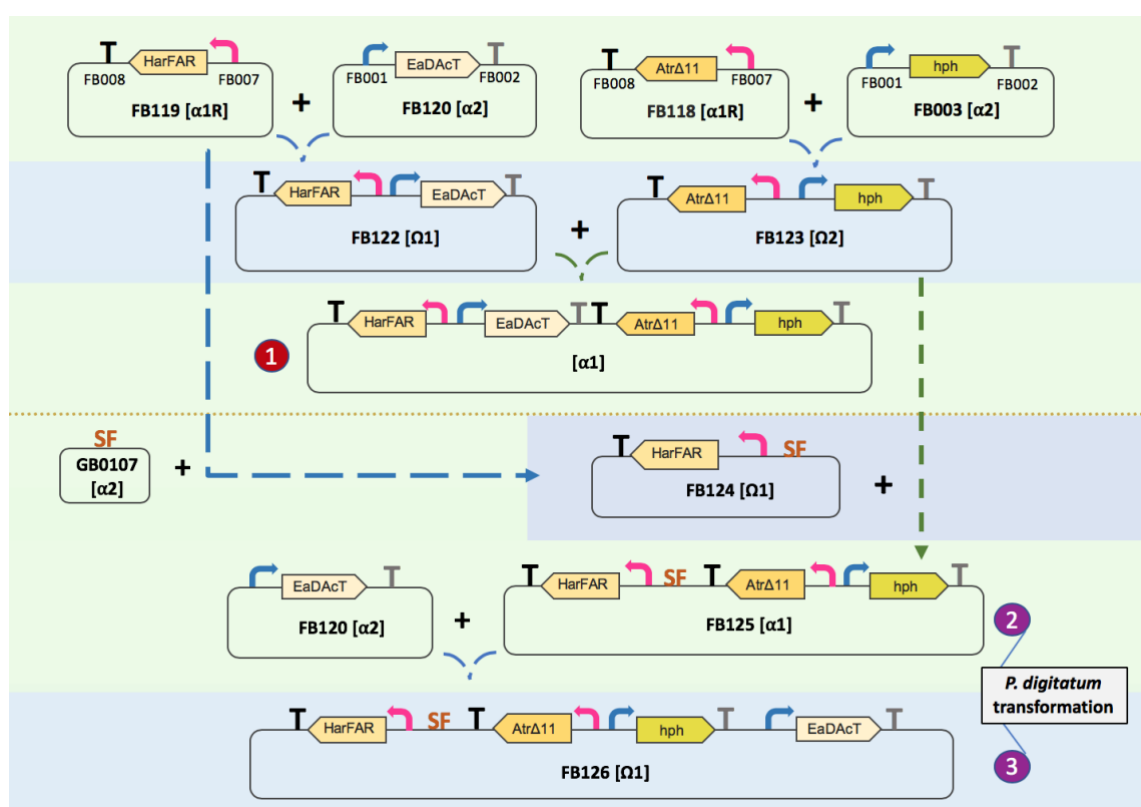 T HarFAR T EaDAcT T AtrΔ11 hph T
FB008 FB007 FB001 FB002 FB008 FB007 FB001 FB002
FB119 [α1R] + FB120 [α2] FB118 [α1R] + FB003 [α2]
T HarFAR EaDAcT T T AtrΔ11 hph T
FB122 [Ω1] + FB123 [Ω2]
T HarFAR EaDAcT T T AtrΔ11 hph T
1 [α1]
SF
GB0107
[α2]
+
T HarFAR SF
FB124 [Ω1] +
EaDAcT T T HarFAR SF T AtrΔ11 hph T
FB120 [α2] + FB125 [α1] 2
P. digitatum
transformation
T HarFAR SF T AtrΔ11 hph T EaDAcT T
FB126 [Ω1] 3